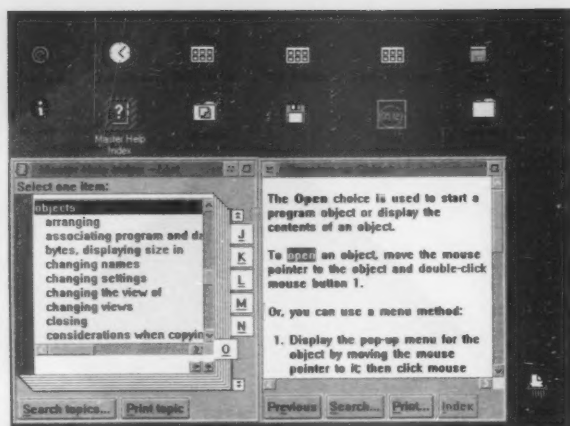 Master Help
Index
Select one item:
objects
arranging
associating program and da
bytes, displaying size in
changing names
changing settings
changing the view of
changing views
closing
considerations when copyin
J
K
L
M
N
O
Search topics...
Print topic
The Open choice is used to start a
program object or display the
contents of an object.
To open an object, move the mouse
pointer to the object and double-click
mouse button 1.
Or, you can use a menu method:
1. Display the pop-up menu for the
object by moving the mouse
pointer to it; then click mouse
Previous
Search...
Print...
Index